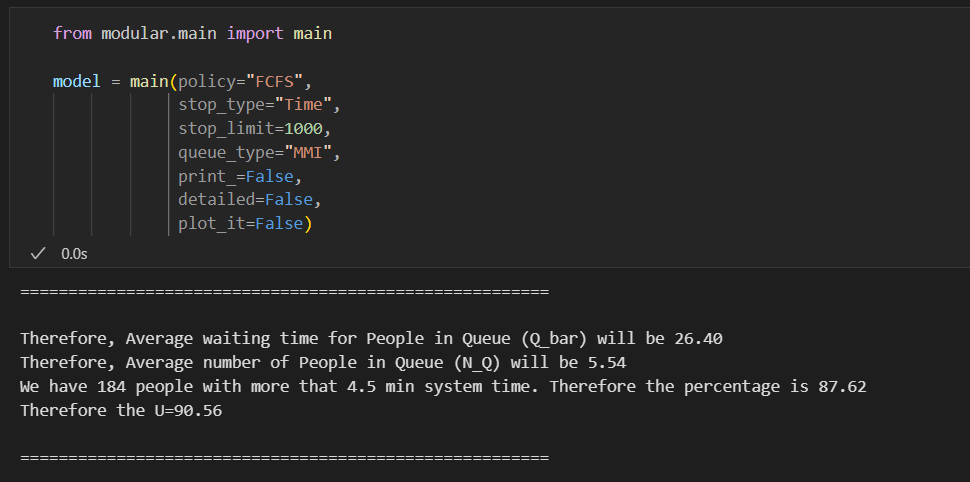 from modular.main import main
model = main(policy="FCFS",
stop_type="Time",
stop_limit=1000,
queue_type="MMI",
print_=False,
detailed=False,
plot_it=False)
✓ 0.0s
=======================================================
Therefore, Average waiting time for People in Queue (Q_bar) will be 26.40
Therefore, Average number of People in Queue (N_Q) will be 5.54
We have 184 people with more that 4.5 min system time. Therefore the percentage is 87.62
Therefore the U=90.56
=======================================================